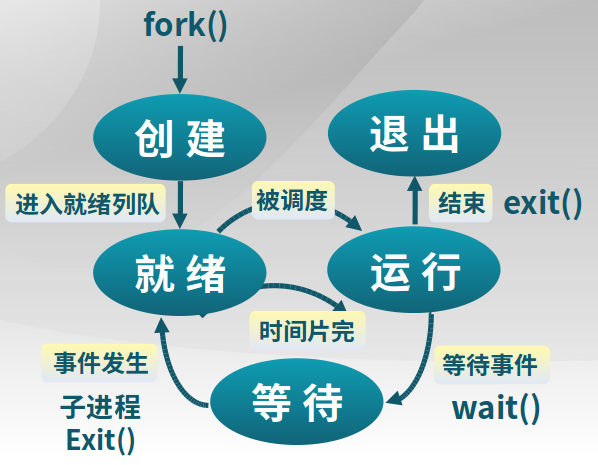 fork()
创建
退出
进入就绪列队
被调度
结束
exit()
就绪
运行
时间片完
事件发生
等待事件
等待
子进程
Exit()
wait()